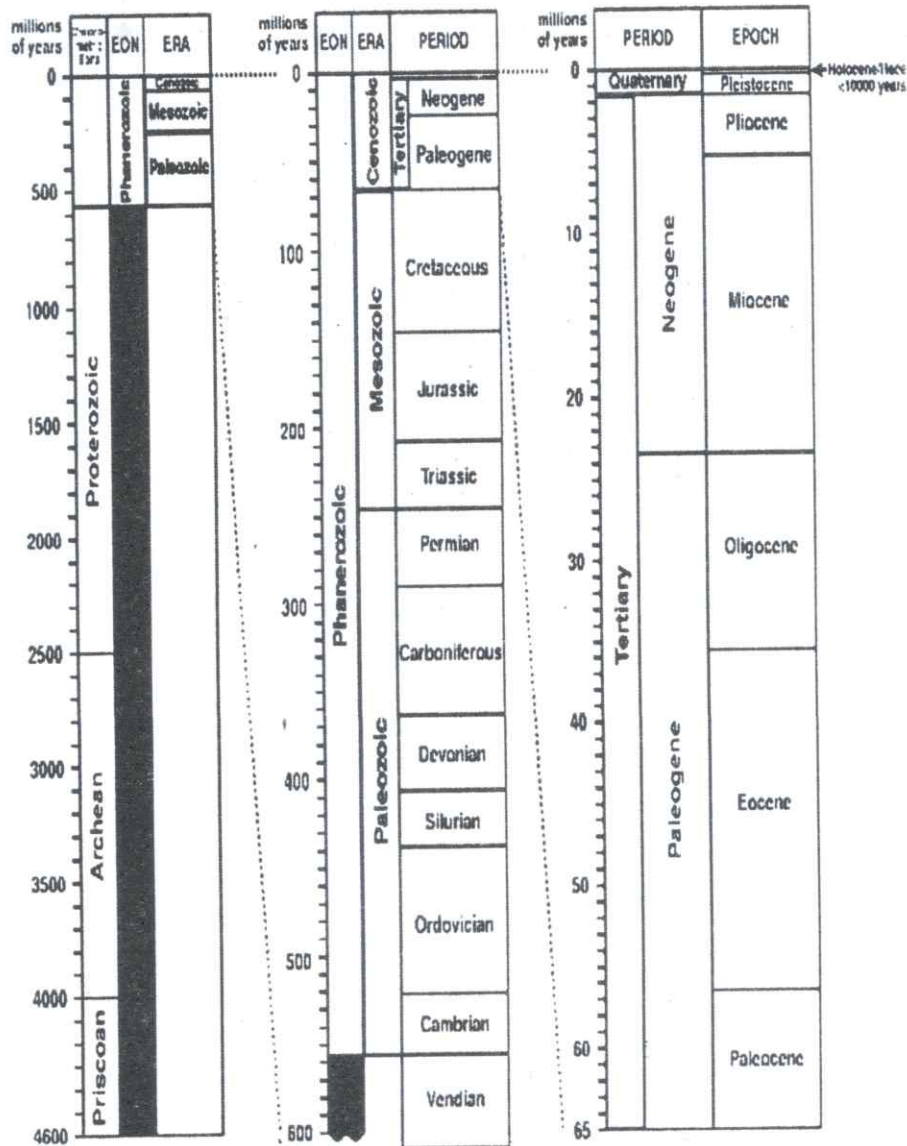 millions
of years
EON
ERA
0
500
1000
1500
2000
2500
3000
3500
4000
4600
Phanerozoic
Mesozoic
Paleozoic
Proterozoic
Archean
Priscoan
millions
of years
EON
ERA
PERIOD
0
100
200
300
400
500
600
Phanerozoic
Cenozoic
Tertiary
Mesozoic
Paleozoic
Neogene
Paleogene
Cretaceous
Jurassic
Triassic
Permian
Carboniferous
Devonian
Silurian
Ordovician
Cambrian
Vendian
millions
of years
PERIOD
EPOCH
0
10
20
30
40
50
60
65
Quaternary
Tertiary
Neogene
Paleogene
Pleistocene
Pliocene
Miocene
Oligocene
Eocene
Paleocene
<10000 years